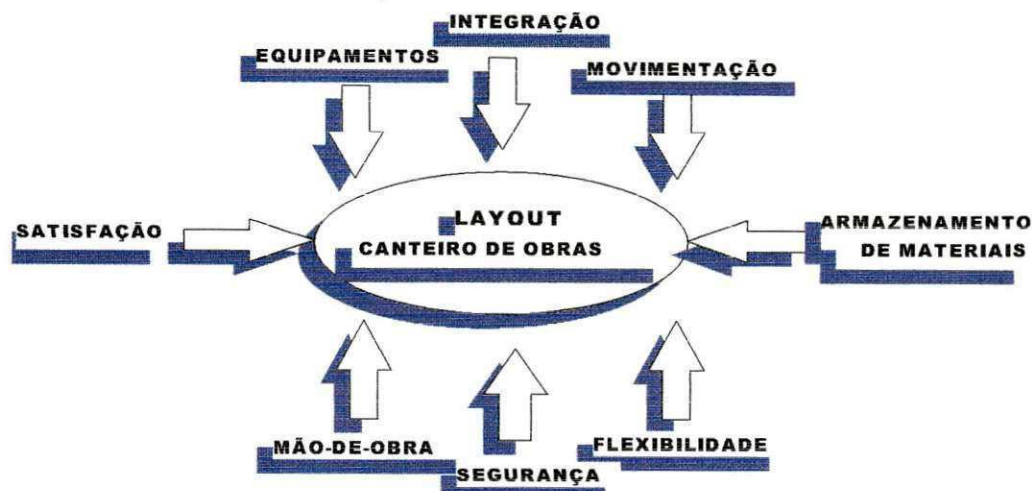 INTEGRAÇÃO
EQUIPAMENTOS
MOVIMENTAÇÃO
SATISFAÇÃO
LAYOUT
CANTEIRO DE OBRAS
ARMAZENAMENTO
DE MATERIAIS
MÃO-DE-OBRA
SEGURANÇA
FLEXIBILIDADE